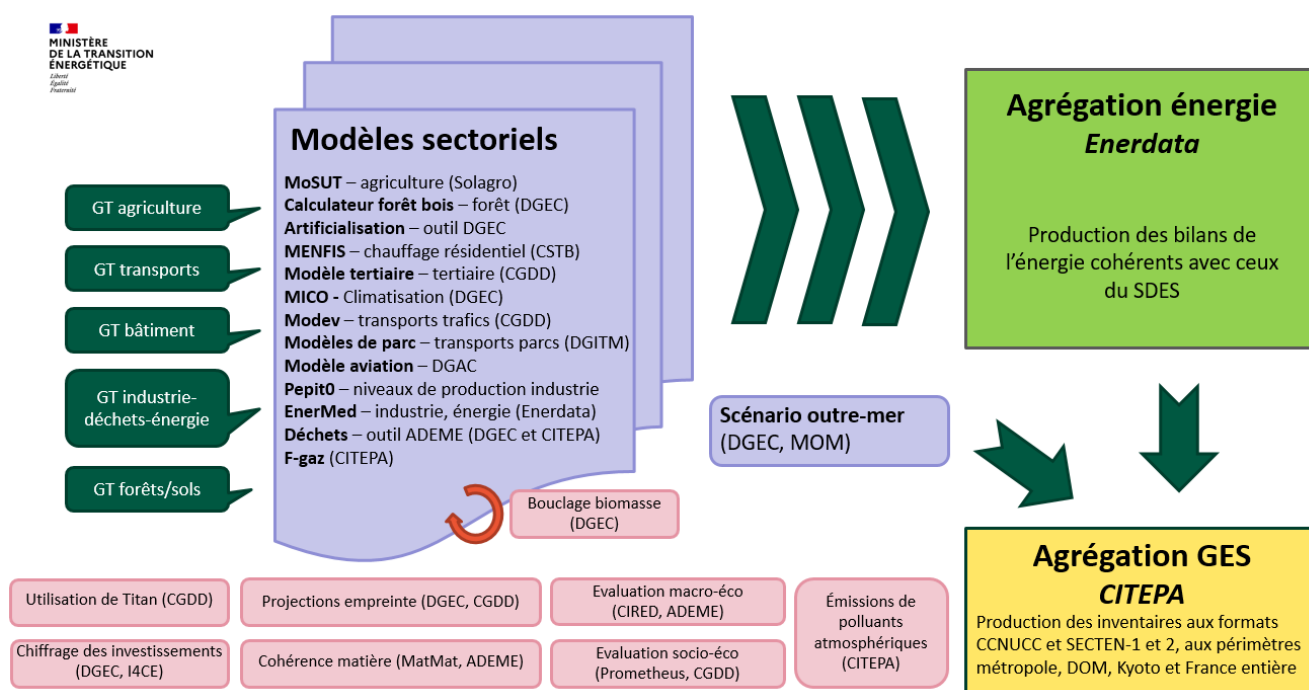 MINISTÈRE
DE LA TRANSITION
ÉNERGÉTIQUE
Liberté
Égalité
Fraternité
Modèles sectoriels
MoSUT – agriculture (Solagro)
Calculateur forêt bois – forêt (DGEC)
Artificialisation – outil DGEC
MENFIS – chauffage résidentiel (CSTB)
Modèle tertiaire – tertiaire (CGDD)
MICO - Climatisation (DGEC)
Modev – transports trafics (CGDD)
Modèles de parc – transports parcs (DGITM)
Modèle aviation – DGAC
Pepit0 – niveaux de production industrie
EnerMed – industrie, énergie (Enerdata)
Déchets – outil ADEME (DGEC et CITEPA)
F-gaz (CITEPA)
GT agriculture
GT transports
GT bâtiment
GT industrie-
déchets-énergie
GT forêts/sols
Bouclage biomasse
(DGEC)
Agrégation énergie
Enerdata
Production des bilans de
l’énergie cohérents avec ceux
du SDES
Scénario outre-mer
(DGEC, MOM)
Agrégation GES
CITEPA
Production des inventaires aux formats
CCNUCC et SECTEN-1 et 2, aux périmètres
métropole, DOM, Kyoto et France entière
Utilisation de Titan (CGDD)
Projections empreinte (DGEC, CGDD)
Evaluation macro-éco
(CIRED, ADEME)
Émissions de
polluants
atmosphériques
(CITEPA)
Chiffrage des investissements
(DGEC, I4CE)
Cohérence matière (MatMat, ADEME)
Evaluation socio-éco
(Prometheus, CGDD)